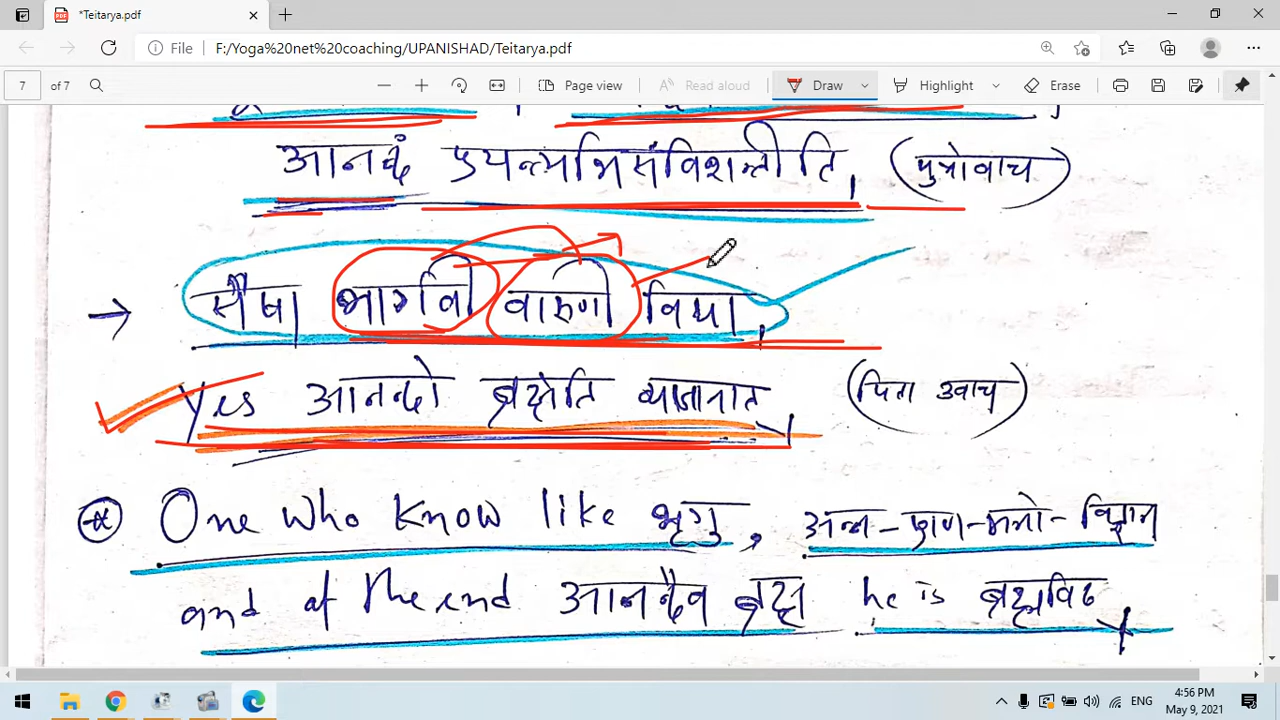 *Teitarya.pdf
File F:/Yoga%20net%20coaching/UPANISHAD/Teitarya.pdf
7 of 7 Page view Read aloud Draw Highlight Erase
आनन्दं प्रयन्त्यभिसंविशन्तीति, (पुत्रोवाच)
→ सैषा भार्गवी वारुणी विद्या,
Yes आनन्दो ब्रह्मेति व्याजानात् (पिता उवाच)
One who know like भृगु, अन्न-प्राण-मनो-विज्ञान
and at the end आनन्दैव ब्रह्म he is ब्रह्मविद
ENG 4:56 PM
May 9, 2021